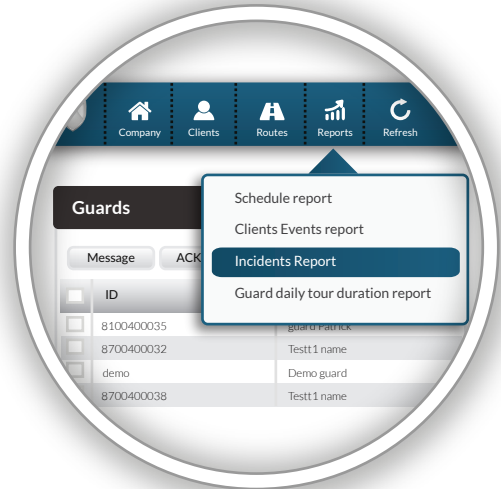 Company Clients Routes Reports Refresh
Schedule report
Guards
Clients Events report
Message ACK
Incidents Report
ID
Guard daily tour duration report
8100400035 guard Patrick
8700400032 Testt1 name
demo Demo guard
8700400038 Testt1 name